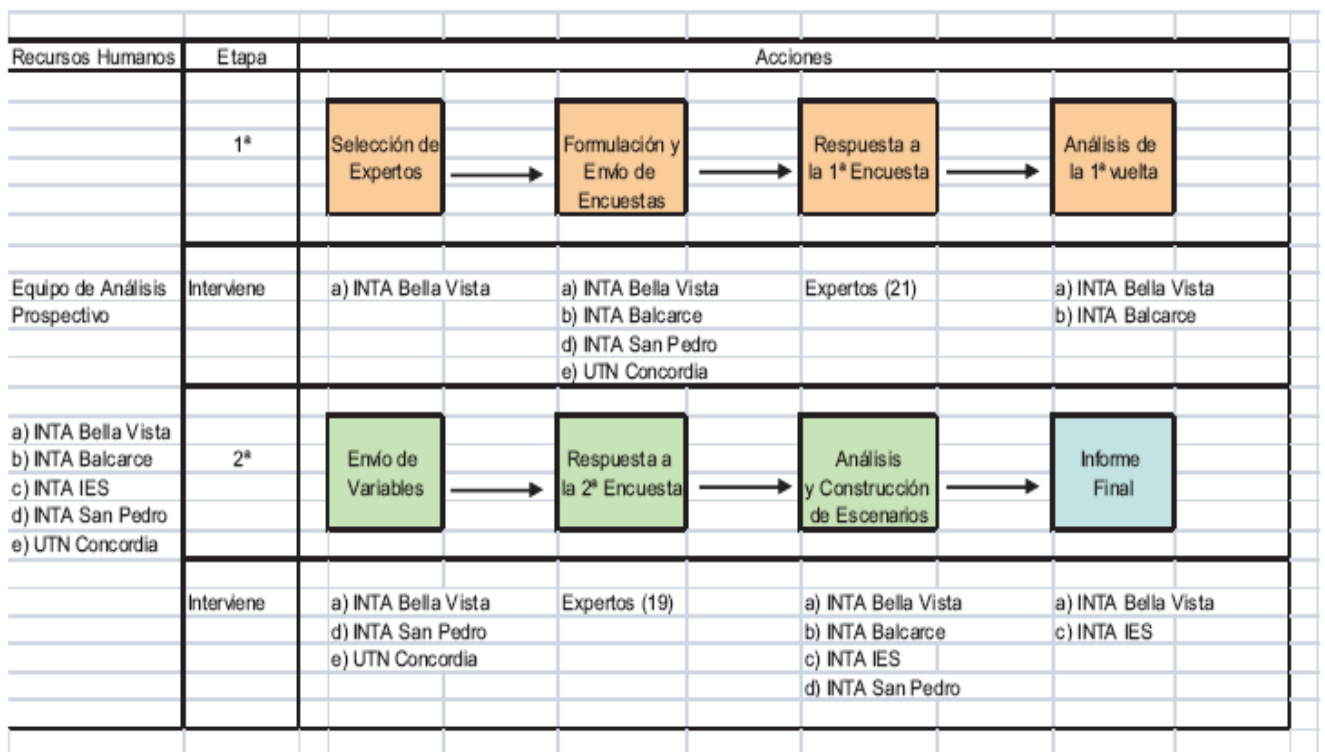 Recursos Humanos Etapa Acciones
1ª
Selección de
Expertos
Formulación y
Envío de
Encuestas
Respuesta a
la 1ª Encuesta
Análisis de
la 1ª vuelta
Equipo de Análisis
Prospectivo
Interviene
a) INTA Bella Vista
a) INTA Bella Vista
b) INTA Balcarce
d) INTA San Pedro
e) UTN Concordia
Expertos (21)
a) INTA Bella Vista
b) INTA Balcarce
a) INTA Bella Vista
b) INTA Balcarce
c) INTA IES
d) INTA San Pedro
e) UTN Concordia
2ª
Envío de
Variables
Respuesta a
la 2ª Encuesta
Análisis
y Construcción
de Escenarios
Informe
Final
Interviene
a) INTA Bella Vista
d) INTA San Pedro
e) UTN Concordia
Expertos (19)
a) INTA Bella Vista
b) INTA Balcarce
c) INTA IES
d) INTA San Pedro
a) INTA Bella Vista
c) INTA IES